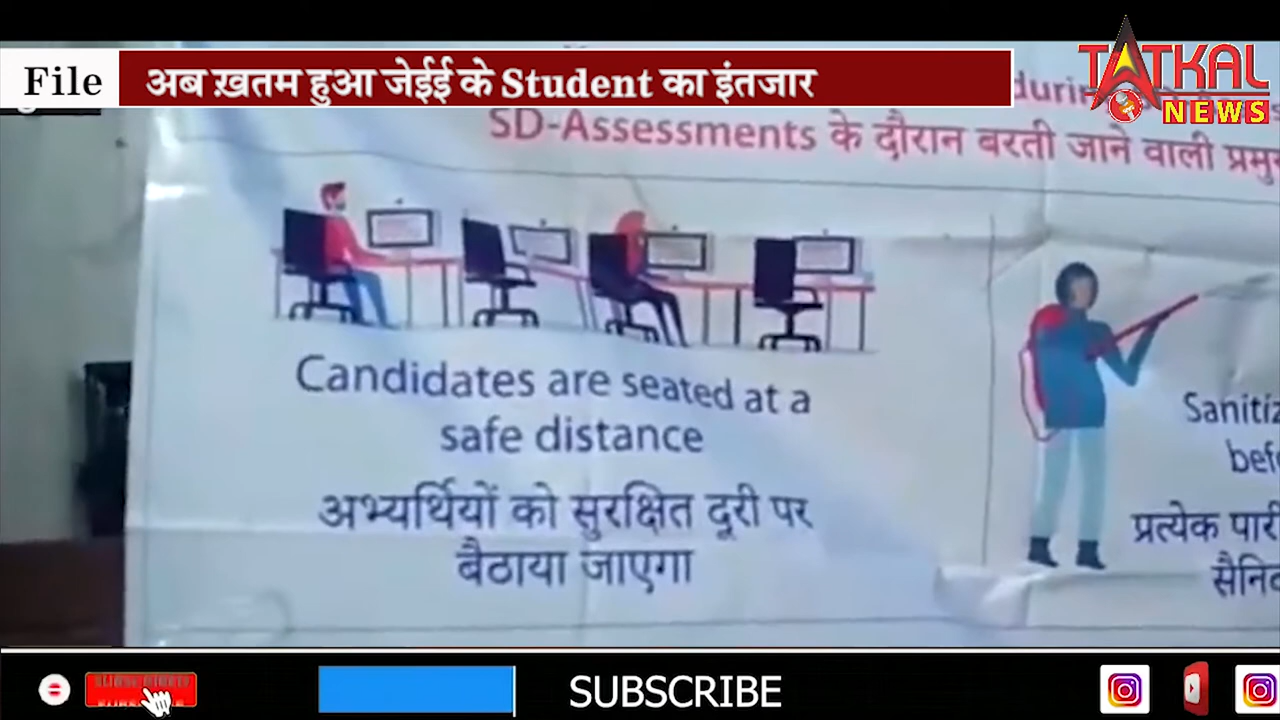 File
अब ख़तम हुआ जेईई के Student का इंतजार
TATKAL
NEWS
SD-Assessments के दौरान बरती जाने वाली
Candidates are seated at a
safe distance
अभ्यर्थियों को सुरक्षित दूरी पर
बैठाया जाएगा
प्रत्येक
SUBSCRIBE